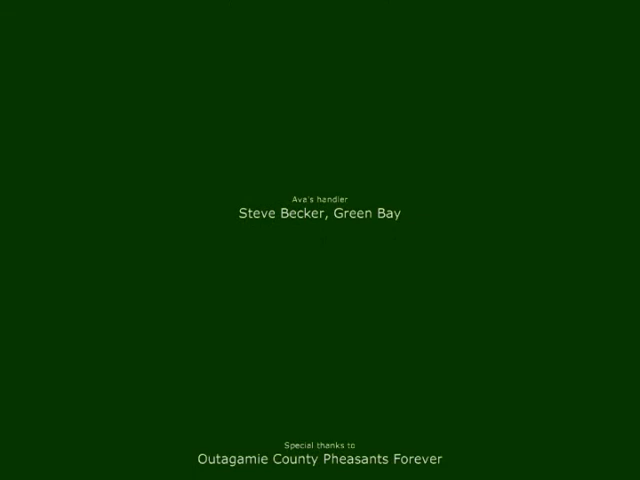 Ava's handler
Steve Becker, Green Bay
Special thanks to
Outagamie County Pheasants Forever